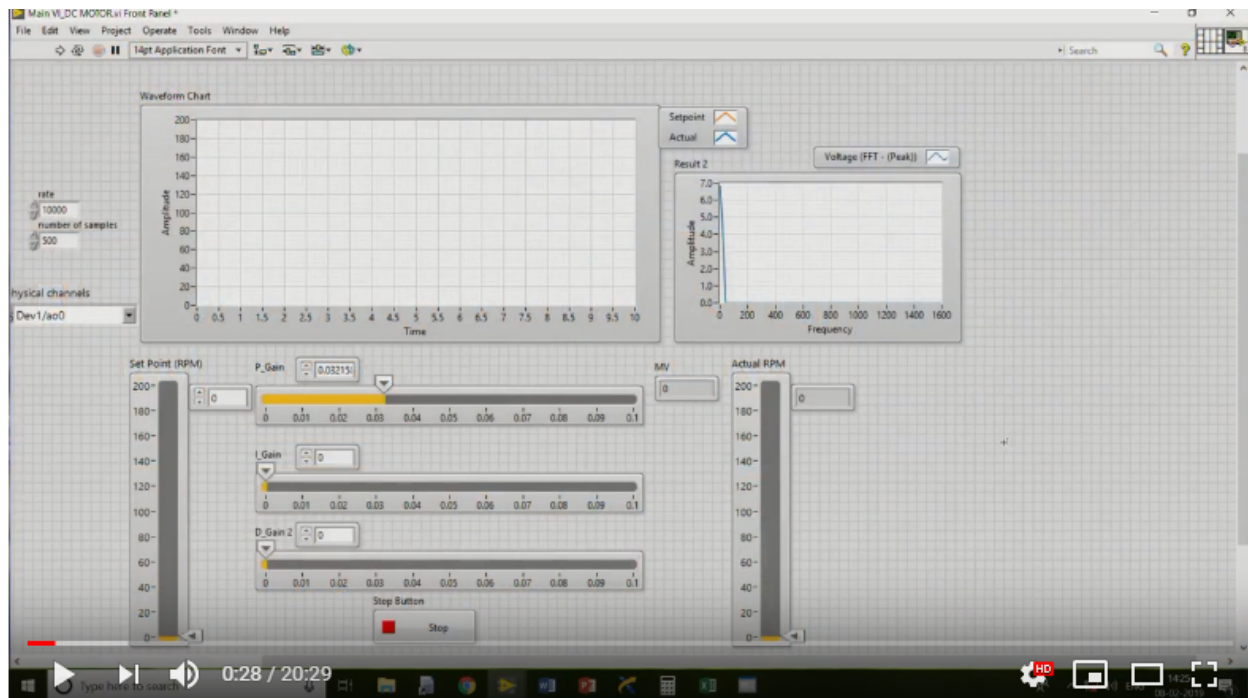 Main VI_DC MOTOR.vi Front Panel *
File Edit View Project Operate Tools Window Help
14pt Application Font
Search
Waveform Chart
Setpoint
Actual
200
180
160
140
120
100
80
60
40
20
0
Amplitude
0 0.5 1 1.5 2 2.5 3 3.5 4 4.5 5 5.5 6 6.5 7 7.5 8 8.5 9 9.5 10
Time
rate
10000
number of samples
500
hysical channels
Dev1/ao0
Result 2
Voltage (FFT - (Peak))
7.0
6.0
5.0
4.0
3.0
2.0
1.0
0.0
Amplitude
0 200 400 600 800 1000 1200 1400 1600
Frequency
Set Point (RPM)
0
200
180
160
140
120
100
80
60
40
20
0
P_Gain
0 0.01 0.02 0.03 0.04 0.05 0.06 0.07 0.08 0.09 0.1
I_Gain 0
0 0.01 0.02 0.03 0.04 0.05 0.06 0.07 0.08 0.09 0.1
D_Gain 2 0
0 0.01 0.02 0.03 0.04 0.05 0.06 0.07 0.08 0.09 0.1
Stop Button
Stop
MV
0
Actual RPM
0
200
180
160
140
120
100
80
60
40
20
0
0:28 / 20:29
HD
Type here to search
ENG
14:25
08-02-2019